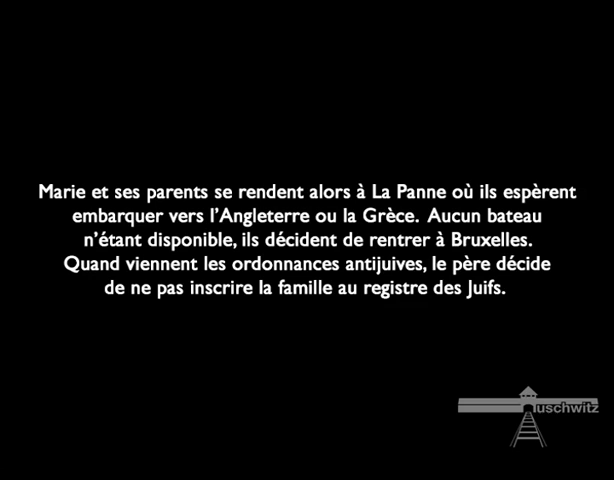 Marie et ses parents se rendent alors à La Panne où ils espèrent
embarquer vers l'Angleterre ou la Grèce. Aucun bateau
n'étant disponible, ils décident de rentrer à Bruxelles.
Quand viennent les ordonnances antijuives, le père décide
de ne pas inscrire la famille au registre des Juifs.
uschwitz